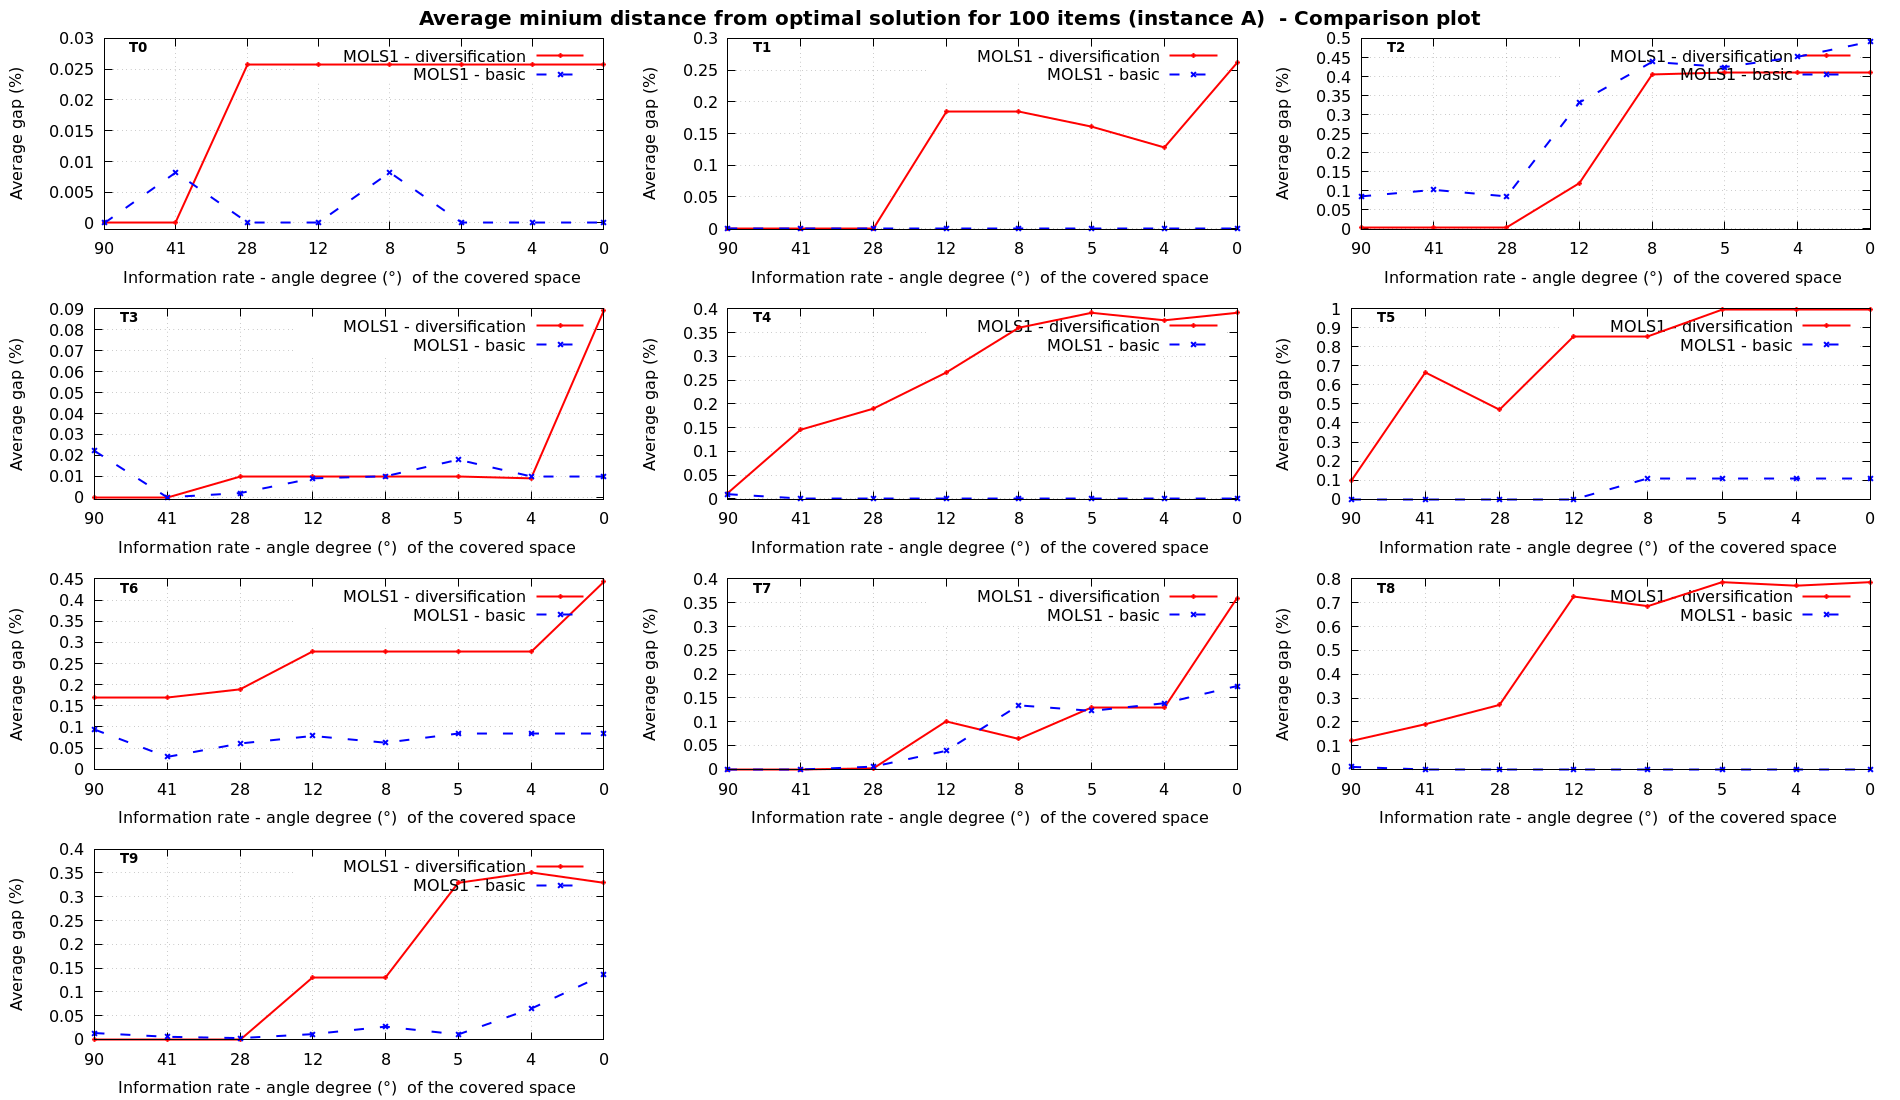 Average minium distance from optimal solution for 100 items (instance A)  - Comparison plot
T0
MOLS1 - diversification
MOLS1 - basic
Average gap (%)
0.03
0.025
0.02
0.015
0.01
0.005
0
90 41 28 12 8 5 4 0
Information rate - angle degree (°)  of the covered space
T1
MOLS1 - diversification
MOLS1 - basic
Average gap (%)
0.3
0.25
0.2
0.15
0.1
0.05
0
90 41 28 12 8 5 4 0
Information rate - angle degree (°)  of the covered space
T2
MOLS1 - diversification
MOLS1 - basic
Average gap (%)
0.5
0.45
0.4
0.35
0.3
0.25
0.2
0.15
0.1
0.05
0
90 41 28 12 8 5 4 0
Information rate - angle degree (°)  of the covered space
T3
MOLS1 - diversification
MOLS1 - basic
Average gap (%)
0.09
0.08
0.07
0.06
0.05
0.04
0.03
0.02
0.01
0
90 41 28 12 8 5 4 0
Information rate - angle degree (°)  of the covered space
T4
MOLS1 - diversification
MOLS1 - basic
Average gap (%)
0.4
0.35
0.3
0.25
0.2
0.15
0.1
0.05
0
90 41 28 12 8 5 4 0
Information rate - angle degree (°)  of the covered space
T5
MOLS1 - diversification
MOLS1 - basic
Average gap (%)
1
0.9
0.8
0.7
0.6
0.5
0.4
0.3
0.2
0.1
0
90 41 28 12 8 5 4 0
Information rate - angle degree (°)  of the covered space
T6
MOLS1 - diversification
MOLS1 - basic
Average gap (%)
0.45
0.4
0.35
0.3
0.25
0.2
0.15
0.1
0.05
0
90 41 28 12 8 5 4 0
Information rate - angle degree (°)  of the covered space
T7
MOLS1 - diversification
MOLS1 - basic
Average gap (%)
0.4
0.35
0.3
0.25
0.2
0.15
0.1
0.05
0
90 41 28 12 8 5 4 0
Information rate - angle degree (°)  of the covered space
T8
MOLS1 - diversification
MOLS1 - basic
Average gap (%)
0.8
0.7
0.6
0.5
0.4
0.3
0.2
0.1
0
90 41 28 12 8 5 4 0
Information rate - angle degree (°)  of the covered space
T9
MOLS1 - diversification
MOLS1 - basic
Average gap (%)
0.4
0.35
0.3
0.25
0.2
0.15
0.1
0.05
0
90 41 28 12 8 5 4 0
Information rate - angle degree (°)  of the covered space